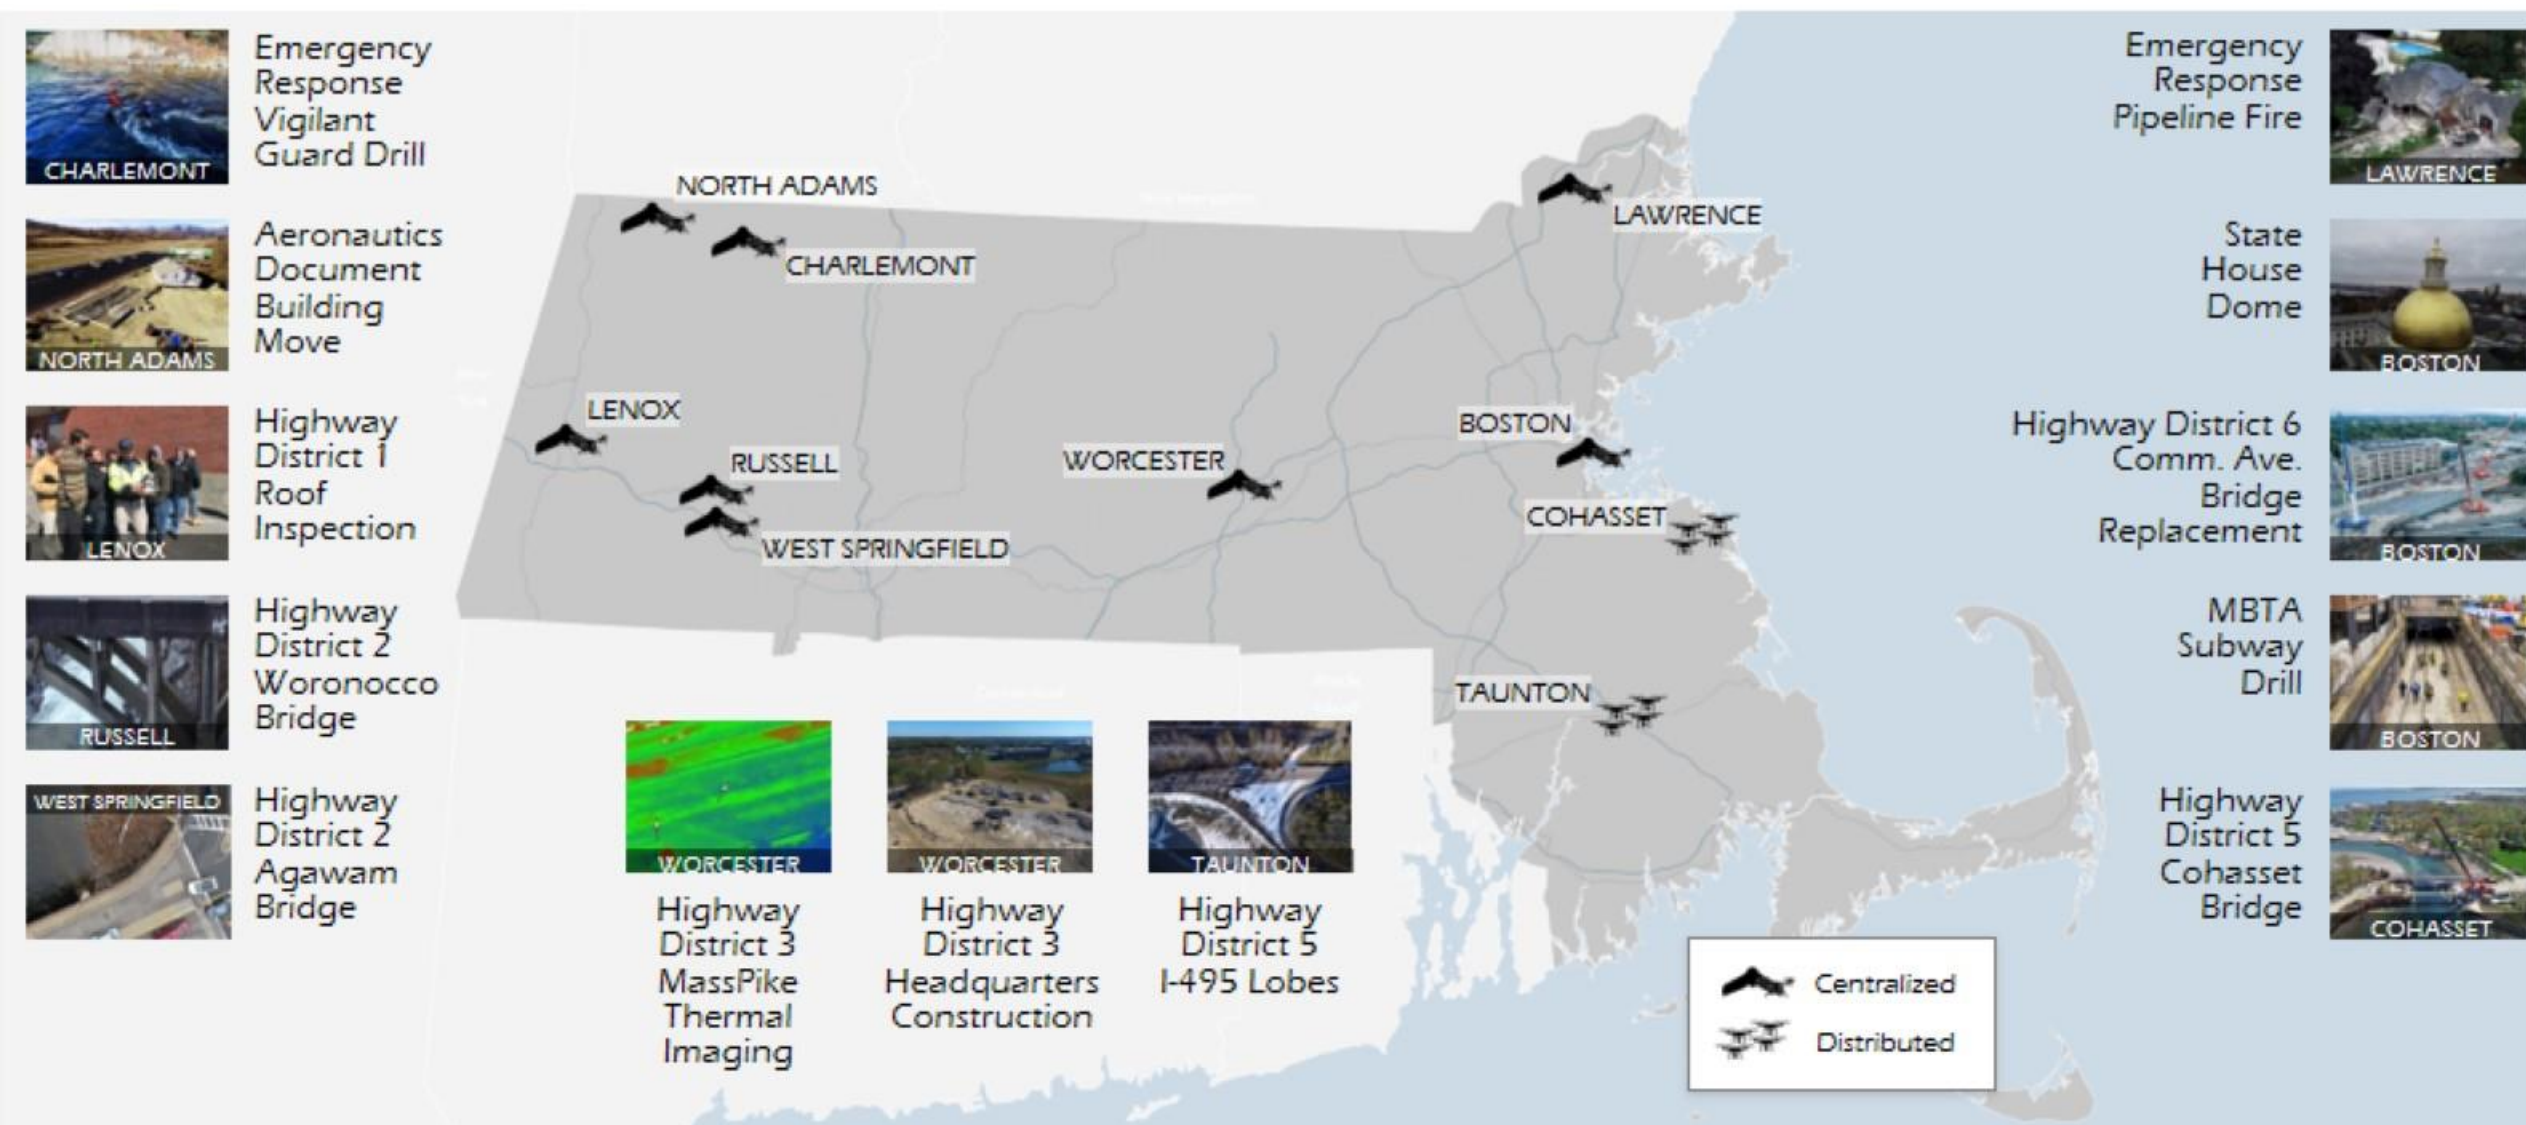 CHARLEMONT
Emergency
Response
Vigilant
Guard Drill
NORTH ADAMS
Aeronautics
Document
Building
Move
LENOX
Highway
District 1
Roof
Inspection
RUSSELL
Highway
District 2
Woronocco
Bridge
WEST SPRINGFIELD
Highway
District 2
Agawam
Bridge
NORTH ADAMS
CHARLEMONT
LAWRENCE
LENOX
RUSSELL
WEST SPRINGFIELD
WORCESTER
BOSTON
COHASSET
TAUNTON
WORCESTER
Highway
District 3
MassPike
Thermal
Imaging
WORCESTER
Highway
District 3
Headquarters
Construction
TAUNTON
Highway
District 5
I-495 Lobes
Emergency
Response
Pipeline Fire
LAWRENCE
State
House
Dome
BOSTON
Highway District 6
Comm. Ave.
Bridge
Replacement
BOSTON
MBTA
Subway
Drill
BOSTON
Highway
District 5
Cohasset
Bridge
COHASSET
Centralized
Distributed